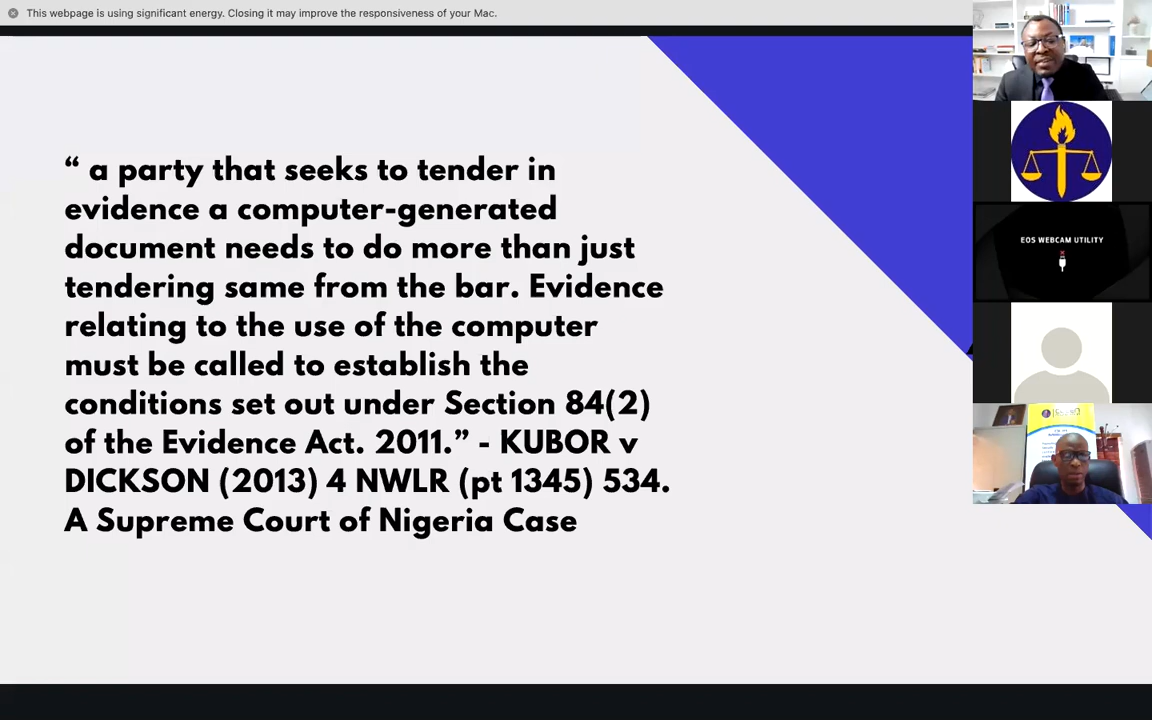 This webpage is using significant energy. Closing it may improve the responsiveness of your Mac.
“ a party that seeks to tender in
evidence a computer-generated
document needs to do more than just
tendering same from the bar. Evidence
relating to the use of the computer
must be called to establish the
conditions set out under Section 84(2)
of the Evidence Act. 2011.” - KUBOR v
DICKSON (2013) 4 NWLR (pt 1345) 534.
A Supreme Court of Nigeria Case
EOS WEBCAM UTILITY